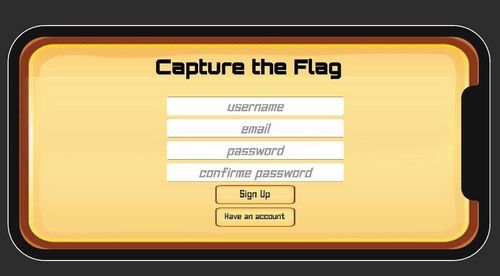 Capture the Flag
username
email
password
confirme password
Sign Up
Have an account